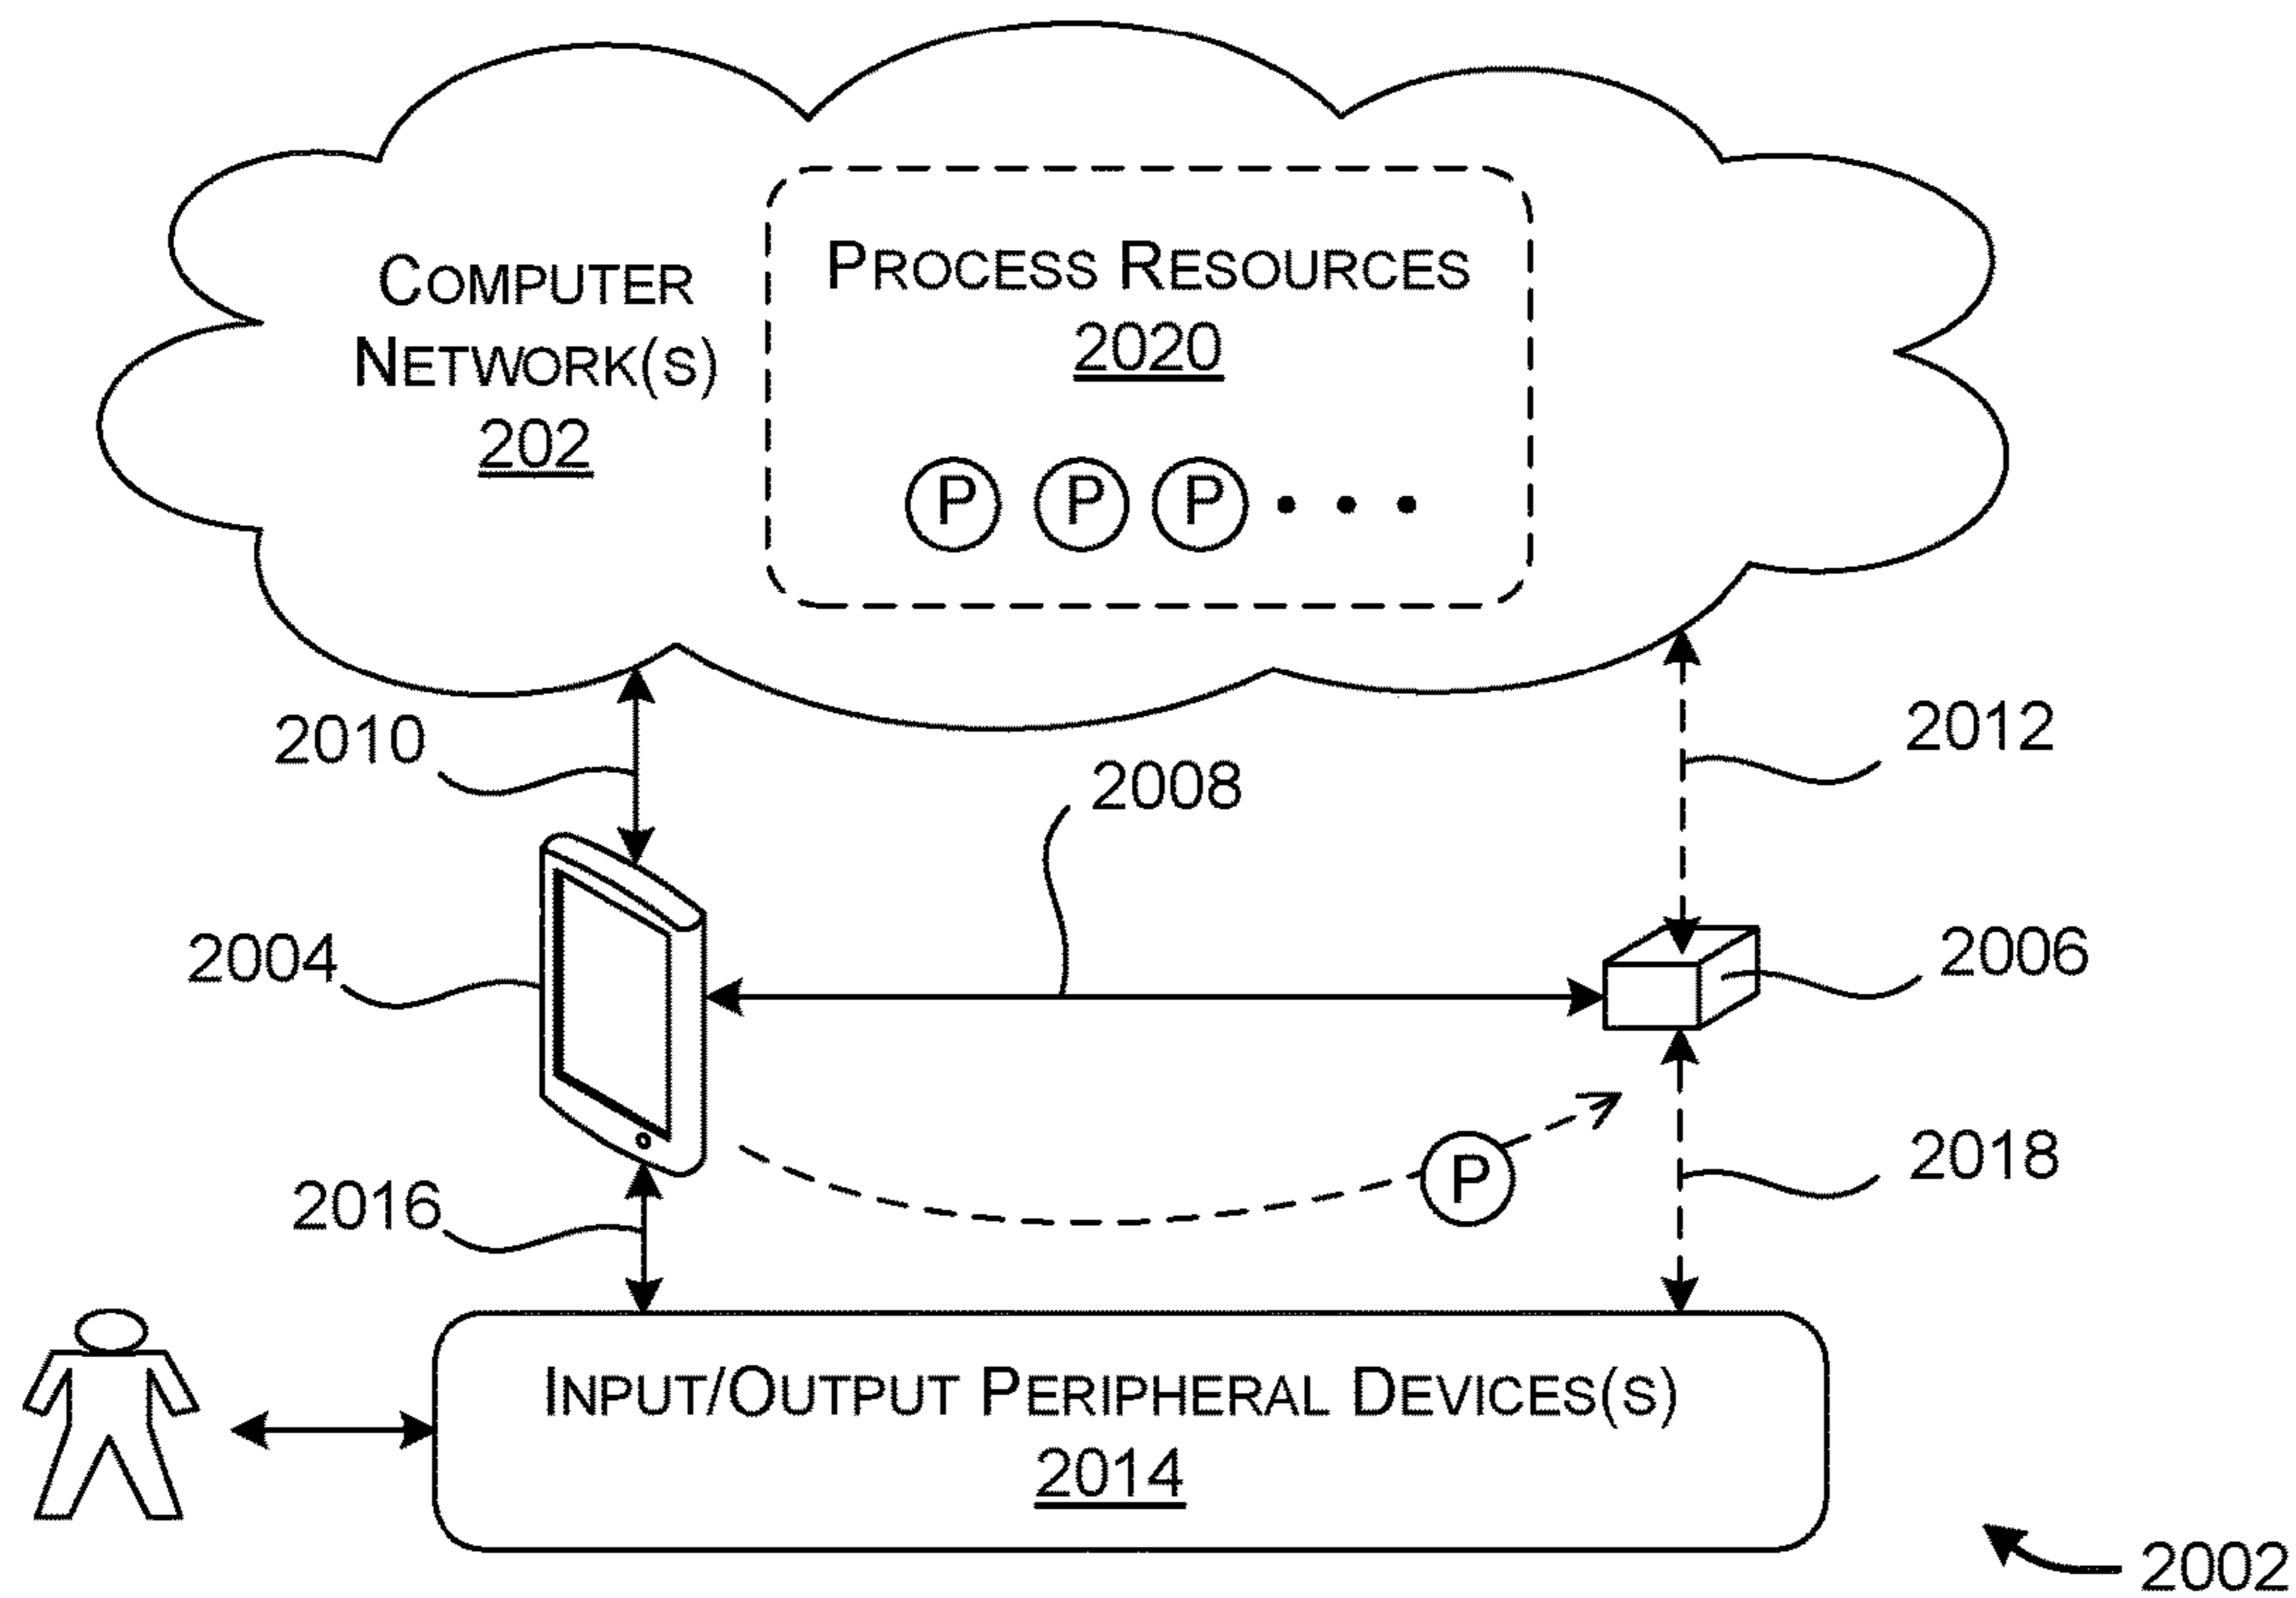 COMPUTER
NETWORK(S)
202
PROCESS RESOURCES
2020
P P P • • •
2010
2012
2008
2004
2006
2016
P
2018
INPUT/OUTPUT PERIPHERAL DEVICES(S)
2014
2002